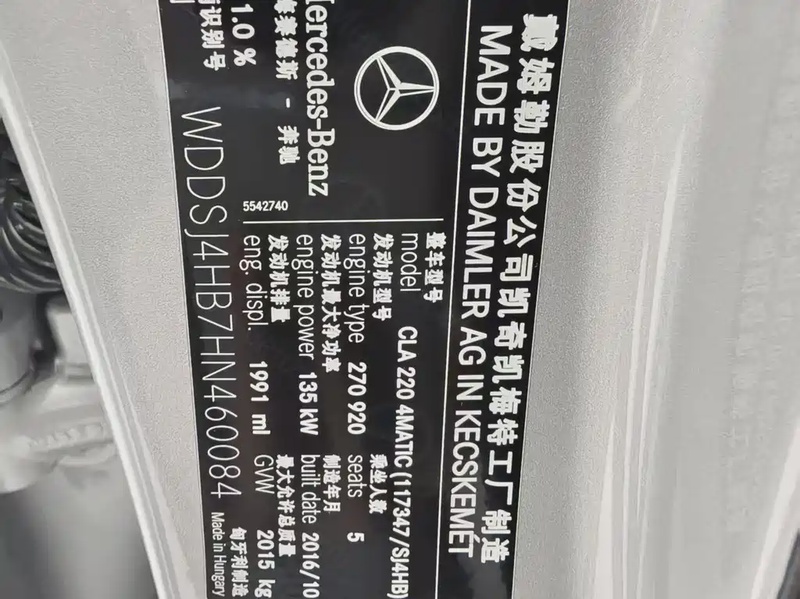 戴姆勒股份公司凯奇凯梅特工厂制造
MADE BY DAIMLER AG IN KECSKEMÉT
Mercedes-Benz
梅赛德斯 - 奔驰
5542740
整车型号
model CLA 220 4MATIC (117347/SJ4HB)
发动机型号 乘坐人数
engine type 270 920 seats 5
发动机最大净功率 制造年月
engine power 135 kW built date 2016/10
发动机排量 最大允许总质量
eng. displ. 1991 ml GVW 2015 kg
1.0 %
识别号 匈牙利制造
WDDSJ4HB7HN460084 Made in Hungary